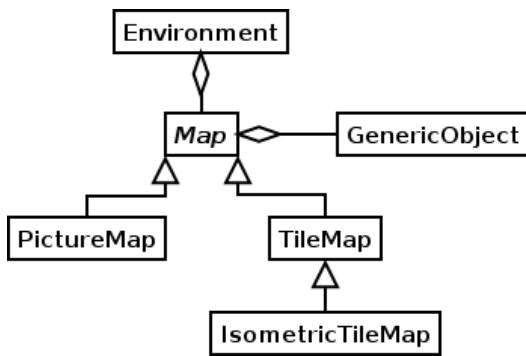 Environment
Map
GenericObject
PictureMap
TileMap
IsometricTileMap